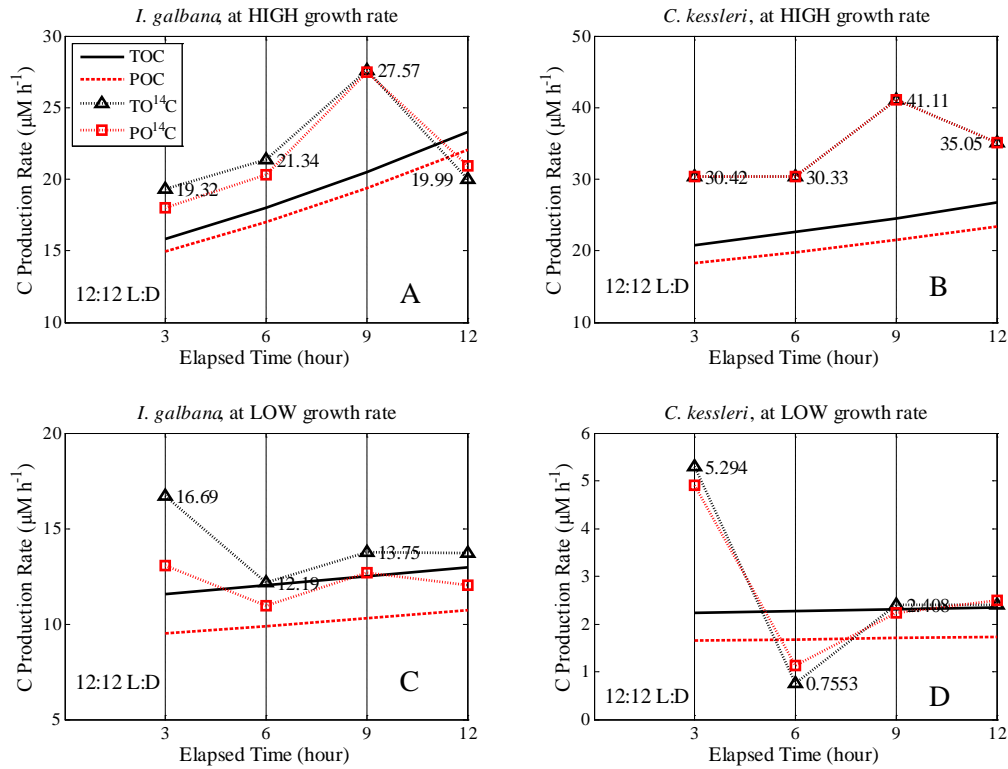 I. galbana, at HIGH growth rate
30
25
20
15
10
C Production Rate (µM h⁻¹)
TOC
POC
TO¹⁴C
PO¹⁴C
19.32
21.34
27.57
19.99
12:12 L:D
A
3
6
9
12
Elapsed Time (hour)
C. kessleri, at HIGH growth rate
50
40
30
20
10
C Production Rate (µM h⁻¹)
30.42
30.33
41.11
35.05
12:12 L:D
B
3
6
9
12
Elapsed Time (hour)
I. galbana, at LOW growth rate
20
15
10
5
C Production Rate (µM h⁻¹)
16.69
12.19
13.75
12:12 L:D
C
3
6
9
12
Elapsed Time (hour)
C. kessleri, at LOW growth rate
6
5
4
3
2
1
0
C Production Rate (µM h⁻¹)
5.294
0.7553
2.408
12:12 L:D
D
3
6
9
12
Elapsed Time (hour)